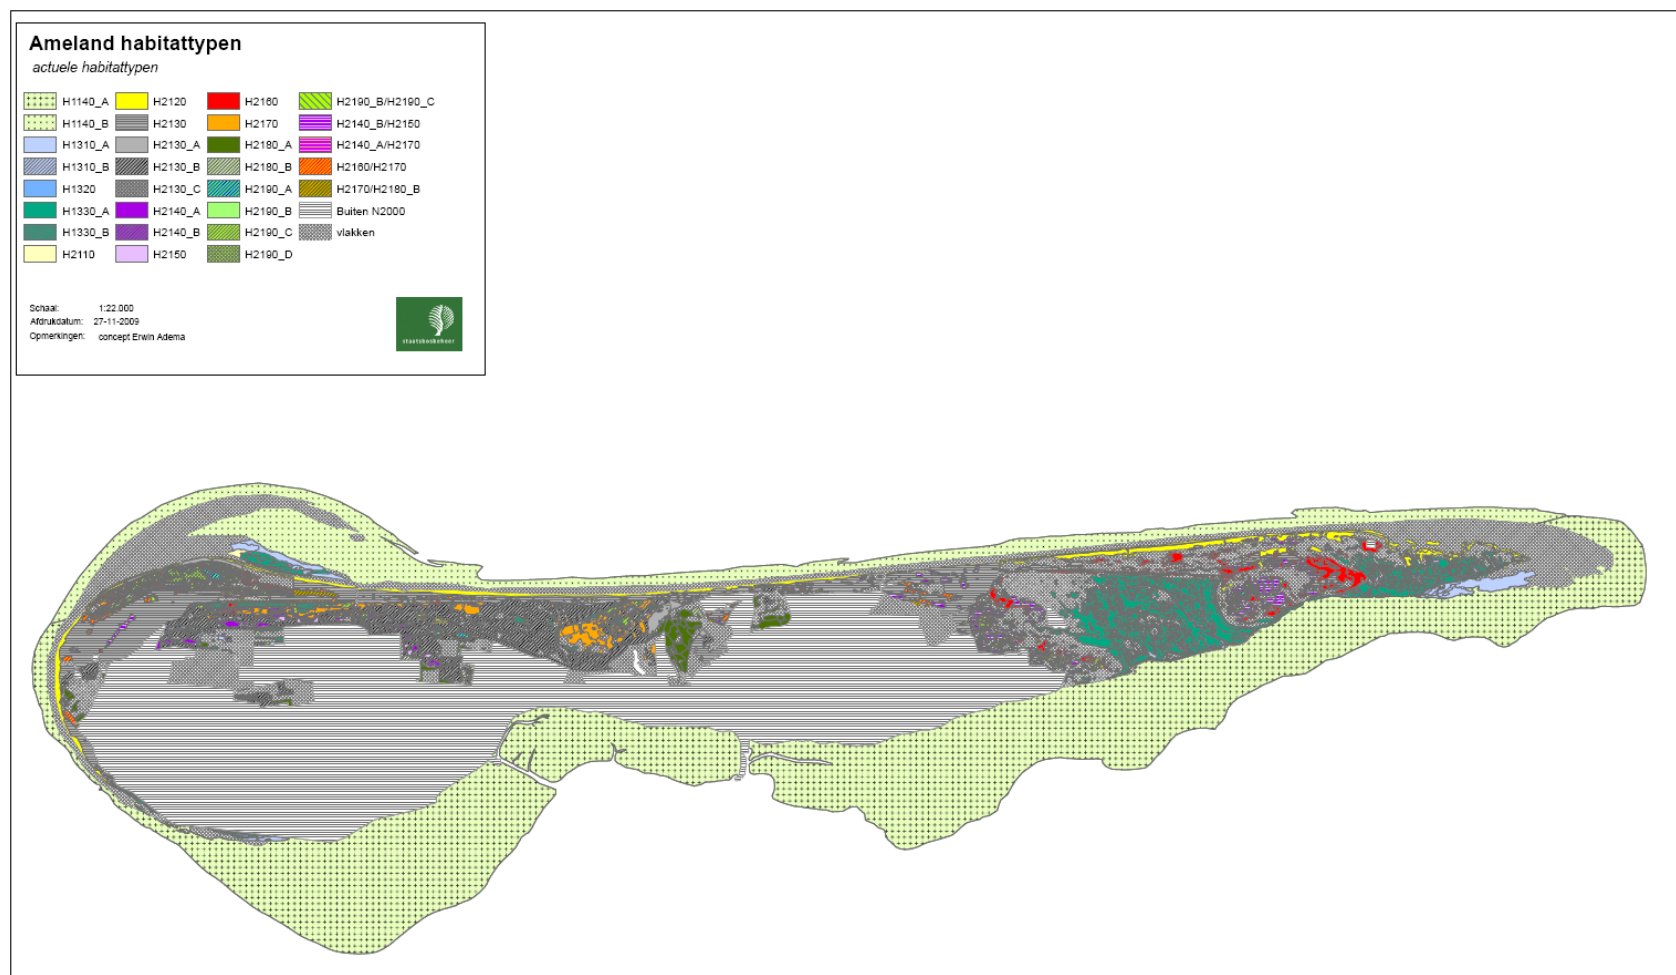 Ameland habitattypen
actuele habitattypen
H1140_A H2120 H2160 H2190_B/H2190_C
H1140_B H2130 H2170 H2140_B/H2150
H1310_A H2130_A H2180_A H2140_A/H2170
H1310_B H2130_B H2180_B H2160/H2170
H1320 H2130_C H2190_A H2170/H2180_B
H1330_A H2140_A H2190_B Buiten N2000
H1330_B H2140_B H2190_C vlakken
H2110 H2150 H2190_D
Schaal: 1:22.000
Afdrukdatum: 27-11-2009
Opmerkingen: concept Erwin Adema
staatsbosbeheer